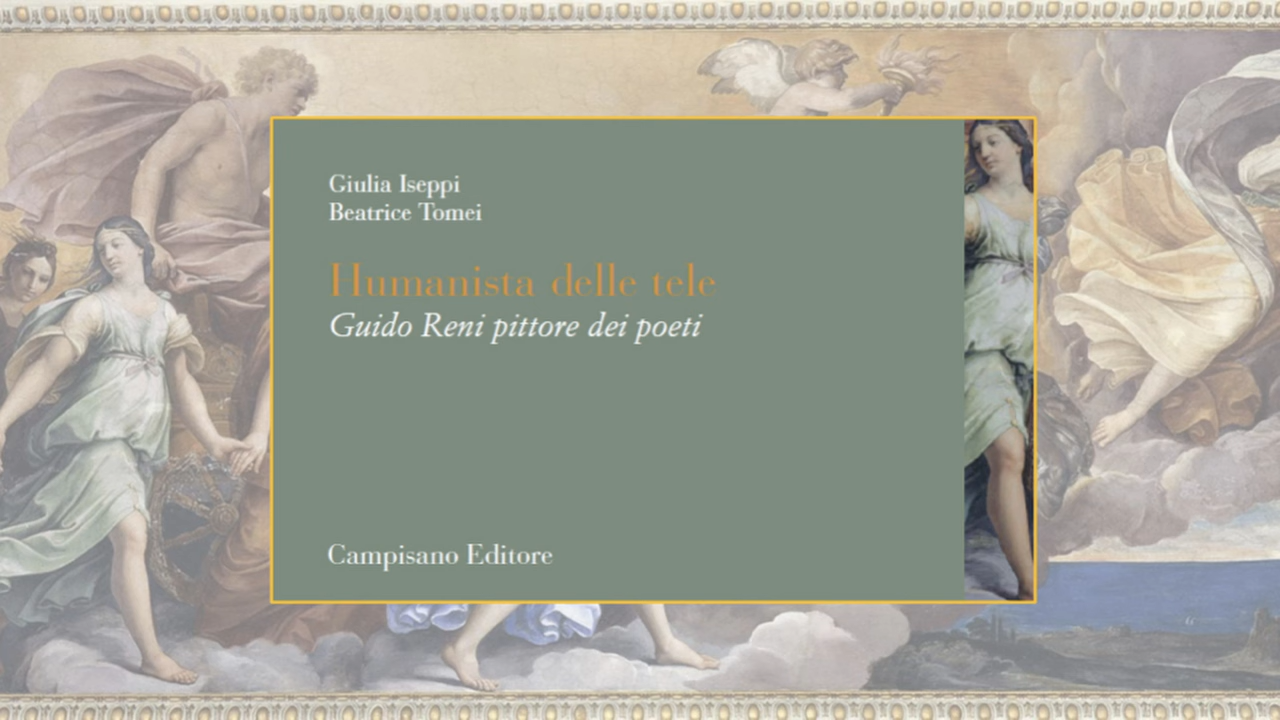 Giulia Iseppi
Beatrice Tomei
Humanista delle tele
Guido Reni pittore dei poeti
Campisano Editore